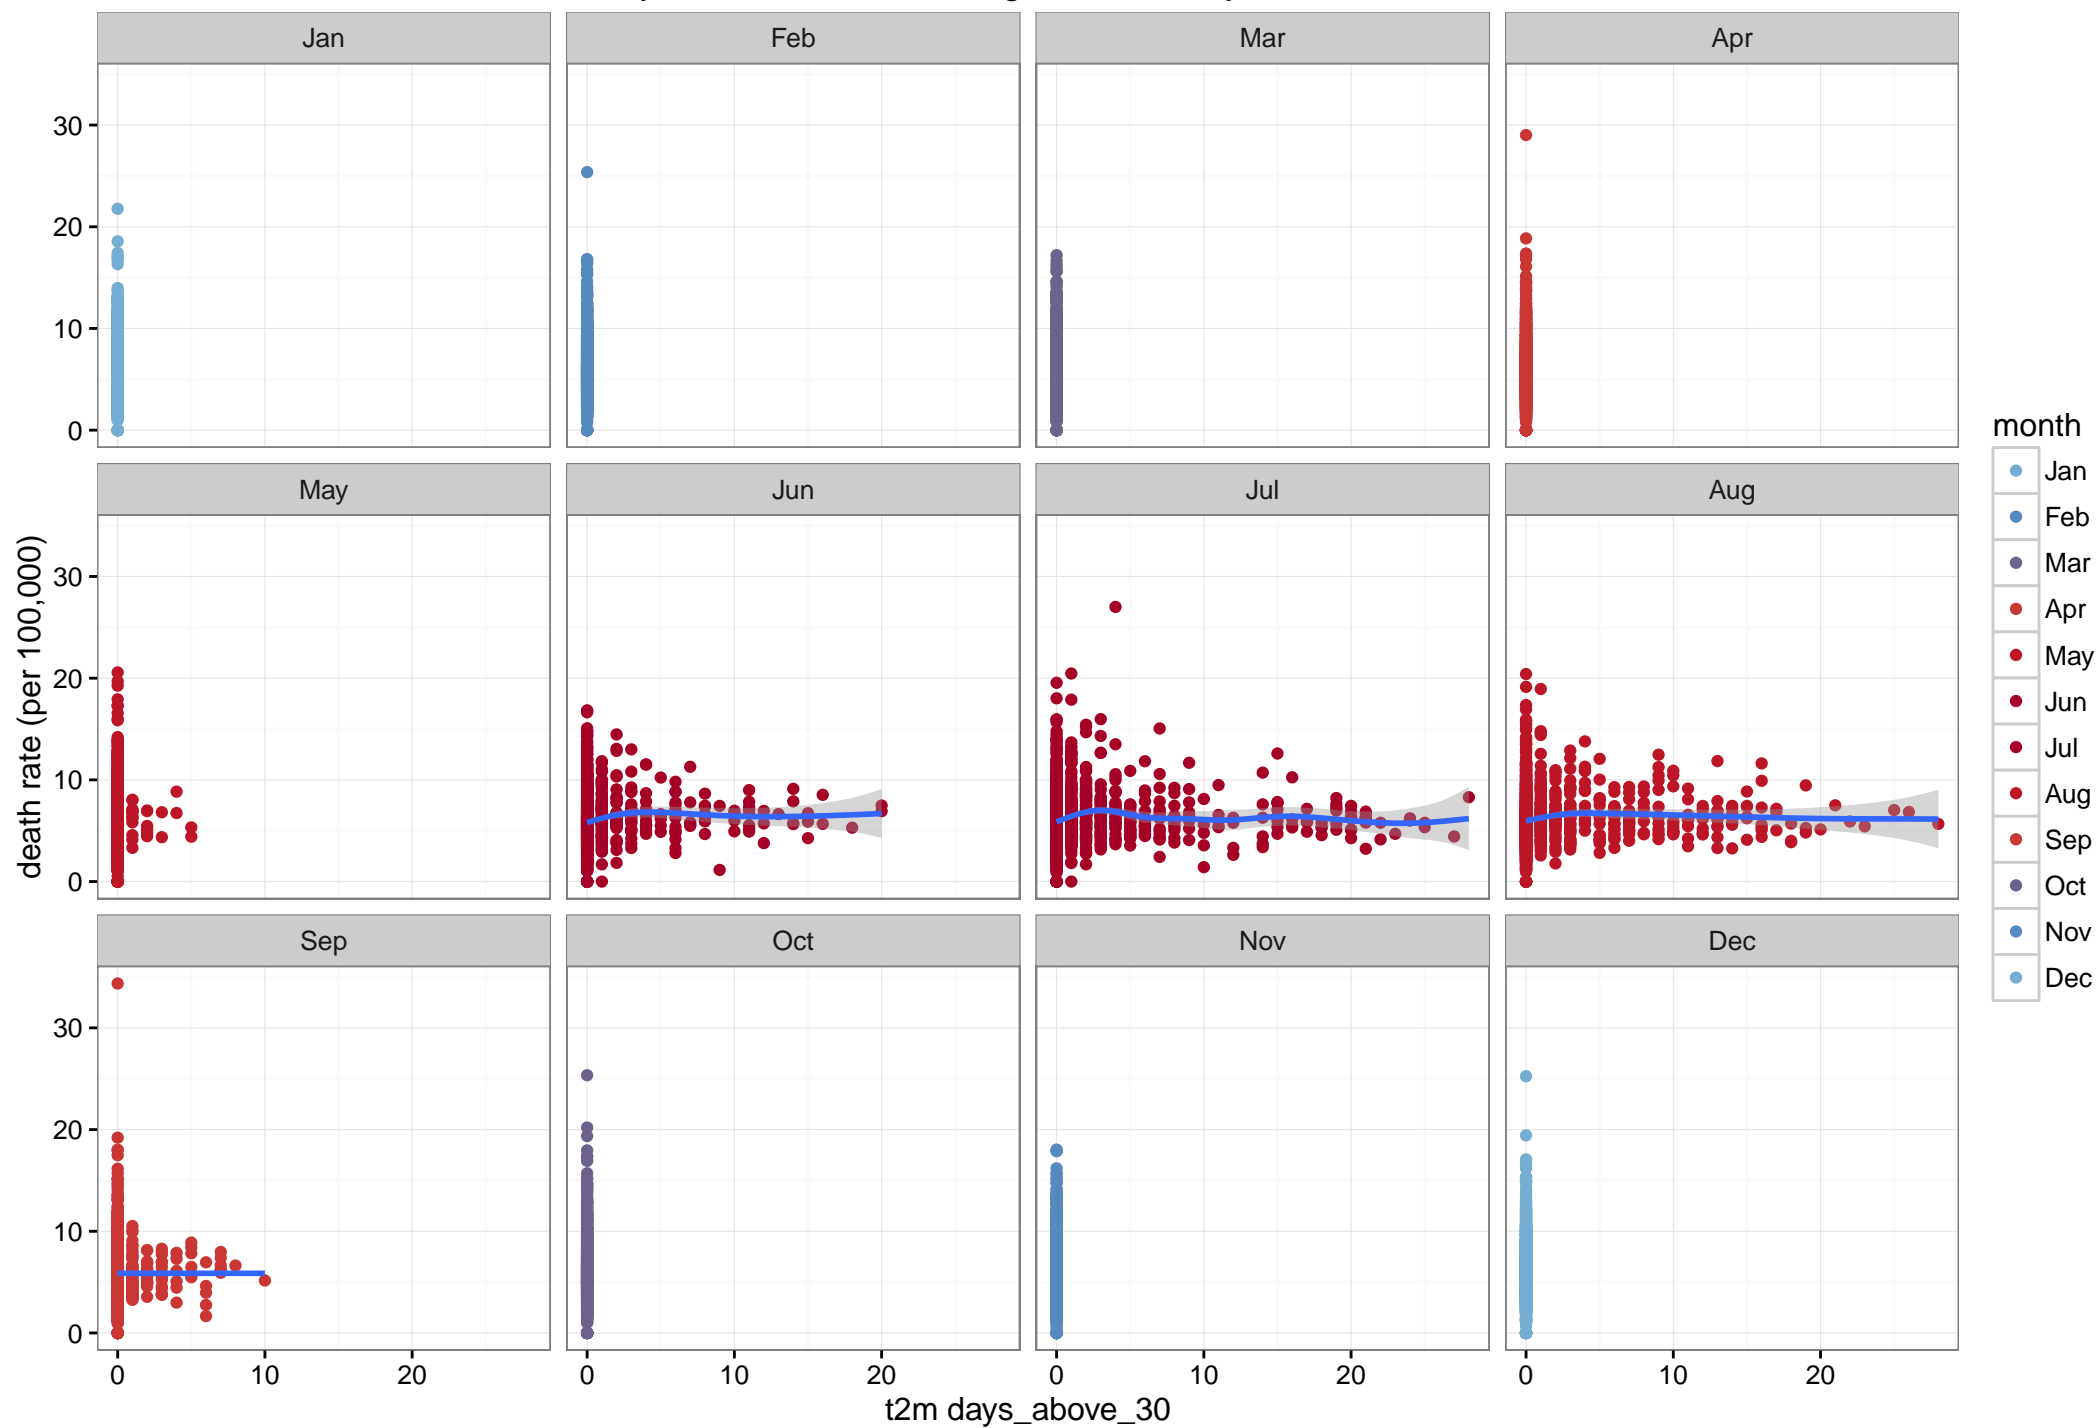 Jan Feb Mar Apr
30
20
10
0
May Jun Jul Aug
death rate (per 100,000)
30
20
10
0
Sep Oct Nov Dec
30
20
10
0
0 10 20 0 10 20 0 10 20 0 10 20
t2m days_above_30
month
Jan
Feb
Mar
Apr
May
Jun
Jul
Aug
Sep
Oct
Nov
Dec